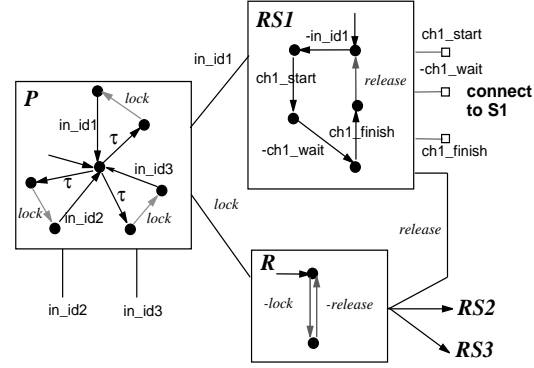 RS1
in_id1
-in_id1
ch1_start
release
-ch1_wait
ch1_finish
ch1_start
-ch1_wait
connect
to S1
ch1_finish
P
lock
in_id1
τ
in_id3
τ
τ
lock
in_id2
lock
lock
release
in_id2
in_id3
R
-lock
-release
RS2
RS3